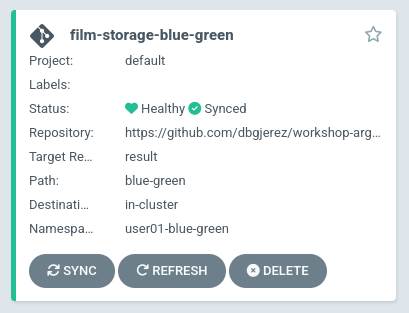 film-storage-blue-green
Project: default
Labels:
Status: Healthy Synced
Repository: https://github.com/dbgjerez/workshop-arg...
Target Re... result
Path: blue-green
Destinati... in-cluster
Namespa... user01-blue-green
SYNC REFRESH DELETE